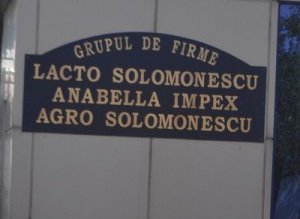 GRUPUL DE FIRME
LACTO SOLOMONESCU
ANABELLA IMPEX
AGRO SOLOMONESCU